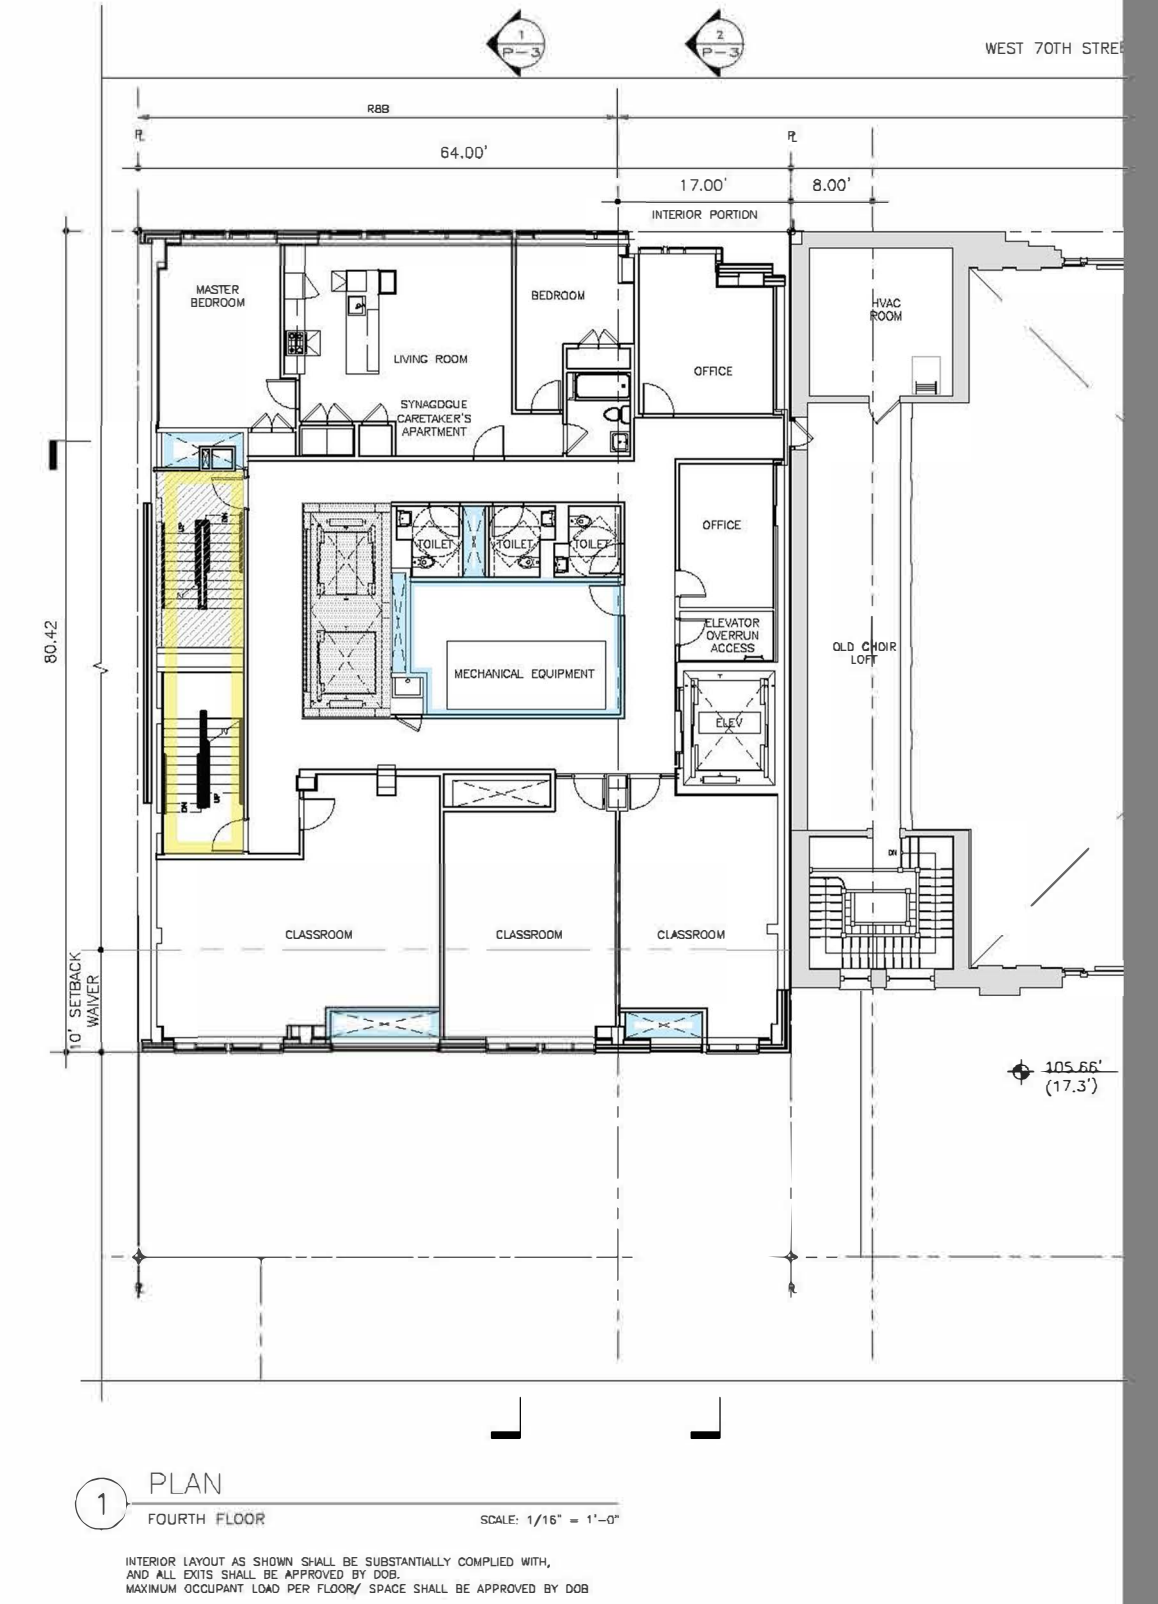 1
P-3
2
P-3
WEST 70TH STREE
R8B
64.00'
17.00'
8.00'
INTERIOR PORTION
MASTER
BEDROOM
BEDROOM
HVAC
ROOM
LIVING ROOM
OFFICE
SYNAGOGUE
CARETAKER'S
APARTMENT
OFFICE
TOILET
TOILET
TOILET
80.42
ELEVATOR
OVERRUN
ACCESS
OLD CHOIR
LOFT
MECHANICAL EQUIPMENT
ELEV
DN
UP
DN
CLASSROOM
CLASSROOM
CLASSROOM
10' SETBACK
WAIVER
105.66'
(17.3')
1
PLAN
FOURTH FLOOR
SCALE: 1/16" = 1'-0"
INTERIOR LAYOUT AS SHOWN SHALL BE SUBSTANTIALLY COMPLIED WITH,
AND ALL EXITS SHALL BE APPROVED BY DOB.
MAXIMUM OCCUPANT LOAD PER FLOOR/ SPACE SHALL BE APPROVED BY DOB